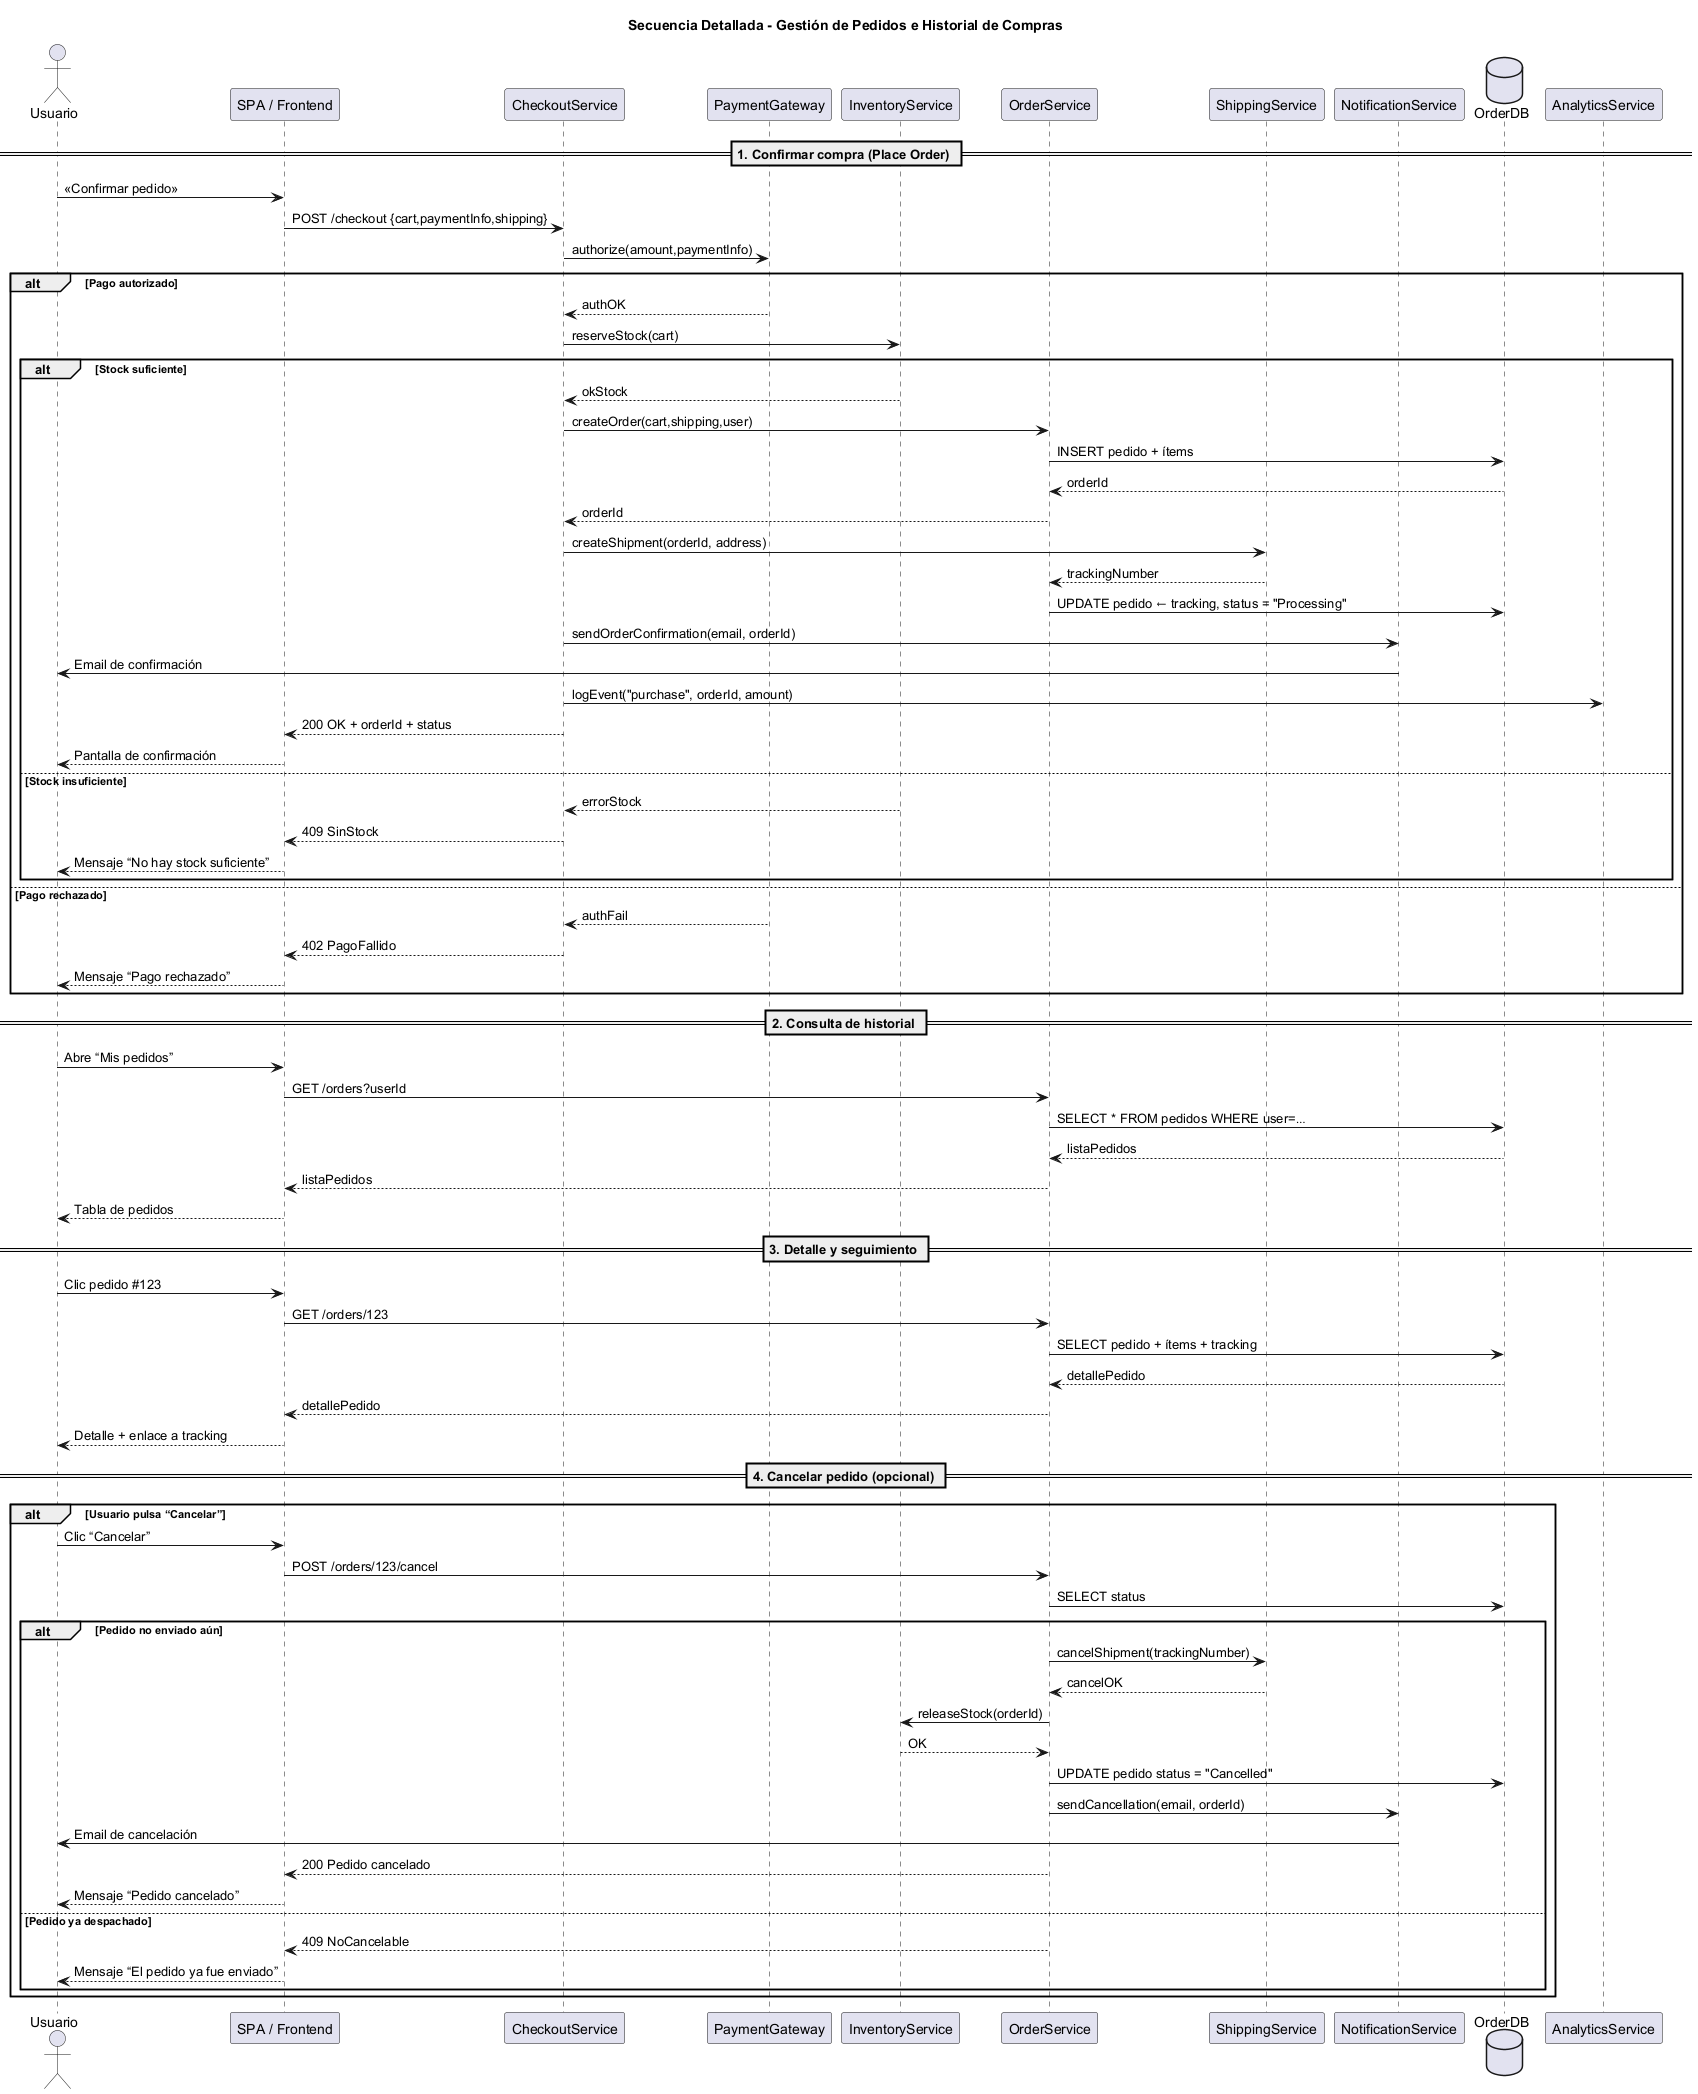 Secuencia Detallada - Gestión de Pedidos e Historial de Compras
Usuario
SPA / Frontend
CheckoutService
PaymentGateway
InventoryService
OrderService
ShippingService
NotificationService
OrderDB
AnalyticsService
1. Confirmar compra (Place Order)
«Confirmar pedido»
POST /checkout {cart,paymentInfo,shipping}
authorize(amount,paymentInfo)
alt [Pago autorizado]
authOK
reserveStock(cart)
alt [Stock suficiente]
okStock
createOrder(cart,shipping,user)
INSERT pedido + ítems
orderId
orderId
createShipment(orderId, address)
trackingNumber
UPDATE pedido ← tracking, status = "Processing"
sendOrderConfirmation(email, orderId)
Email de confirmación
logEvent("purchase", orderId, amount)
200 OK + orderId + status
Pantalla de confirmación
[Stock insuficiente]
errorStock
409 SinStock
Mensaje “No hay stock suficiente”
[Pago rechazado]
authFail
402 PagoFallido
Mensaje “Pago rechazado”
2. Consulta de historial
Abre “Mis pedidos”
GET /orders?userId
SELECT * FROM pedidos WHERE user=...
listaPedidos
listaPedidos
Tabla de pedidos
3. Detalle y seguimiento
Clic pedido #123
GET /orders/123
SELECT pedido + ítems + tracking
detallePedido
detallePedido
Detalle + enlace a tracking
4. Cancelar pedido (opcional)
alt [Usuario pulsa “Cancelar”]
Clic “Cancelar”
POST /orders/123/cancel
SELECT status
alt [Pedido no enviado aún]
cancelShipment(trackingNumber)
cancelOK
releaseStock(orderId)
OK
UPDATE pedido status = "Cancelled"
sendCancellation(email, orderId)
Email de cancelación
200 Pedido cancelado
Mensaje “Pedido cancelado”
[Pedido ya despachado]
409 NoCancelable
Mensaje “El pedido ya fue enviado”
Usuario
SPA / Frontend
CheckoutService
PaymentGateway
InventoryService
OrderService
ShippingService
NotificationService
OrderDB
AnalyticsService